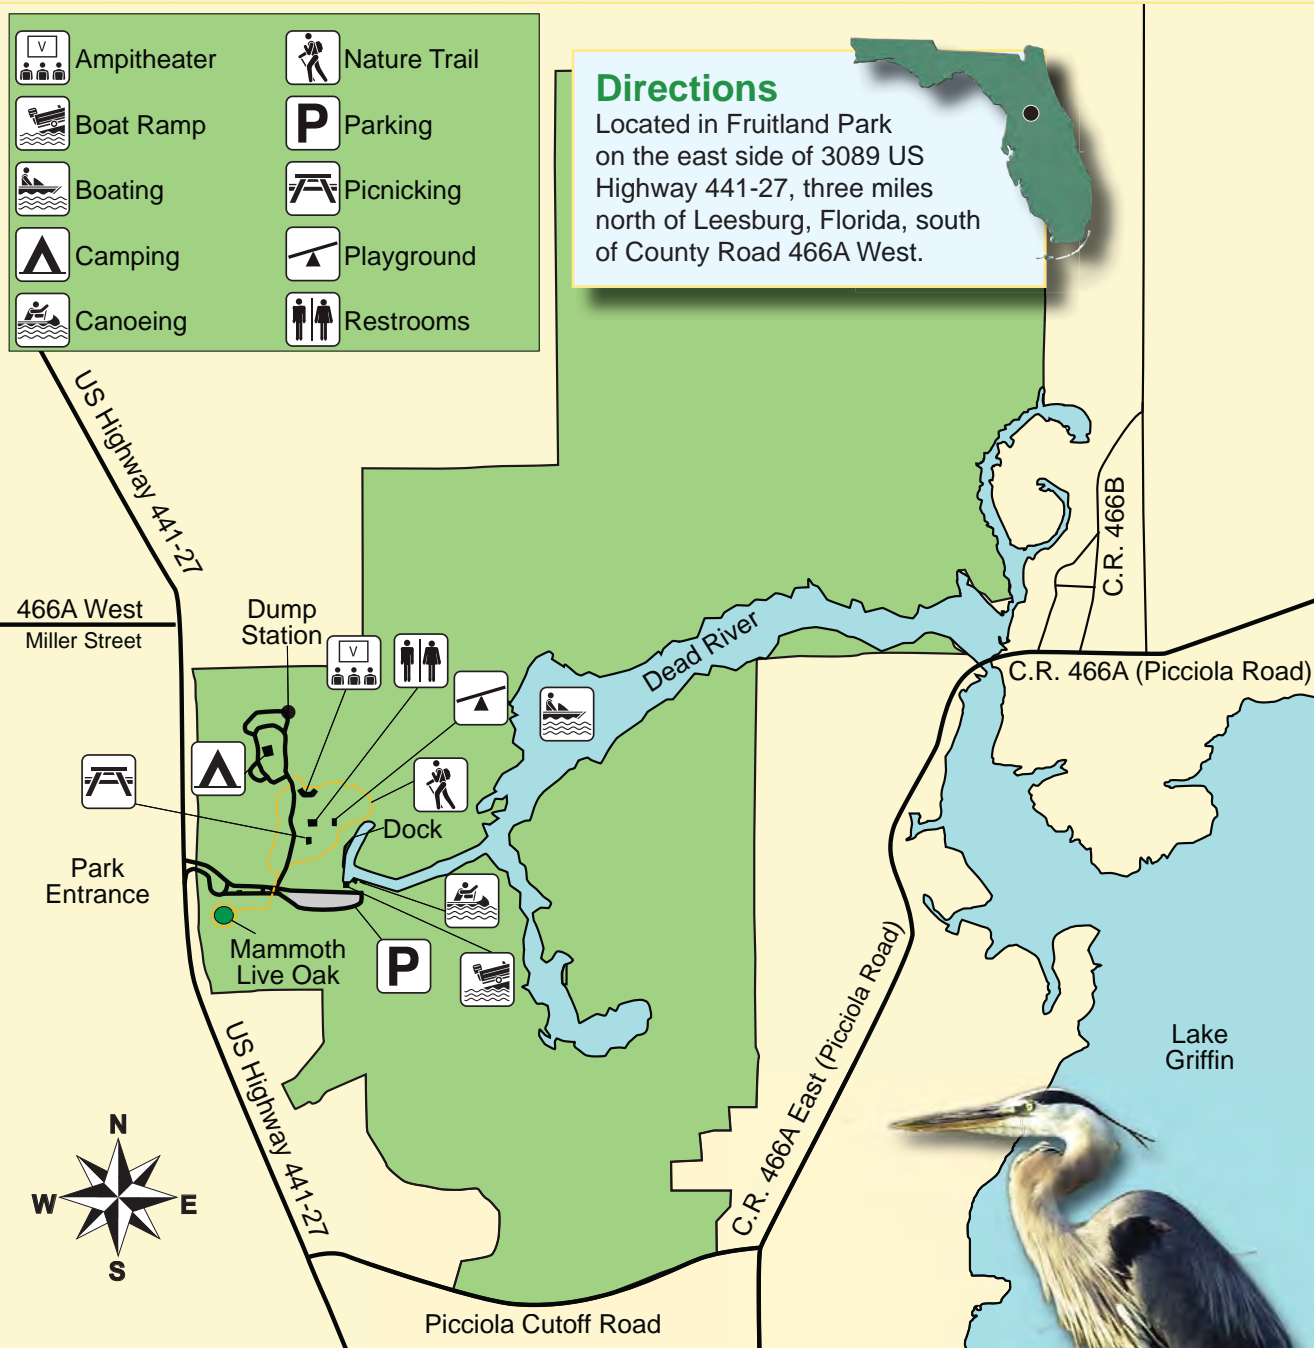 V
Ampitheater
Boat Ramp
Boating
Camping
Canoeing
Nature Trail
P
Parking
Picnicking
Playground
Restrooms
Directions
Located in Fruitland Park
on the east side of 3089 US
Highway 441-27, three miles
north of Leesburg, Florida, south
of County Road 466A West.
US Highway 441-27
466A West
Miller Street
Dump
Station
V
Dead River
C.R. 466B
C.R. 466A (Picciola Road)
Dock
Park
Entrance
Mammoth
Live Oak
P
C.R. 466A East (Picciola Road)
Lake
Griffin
US Highway 441-27
N
W
E
S
Picciola Cutoff Road